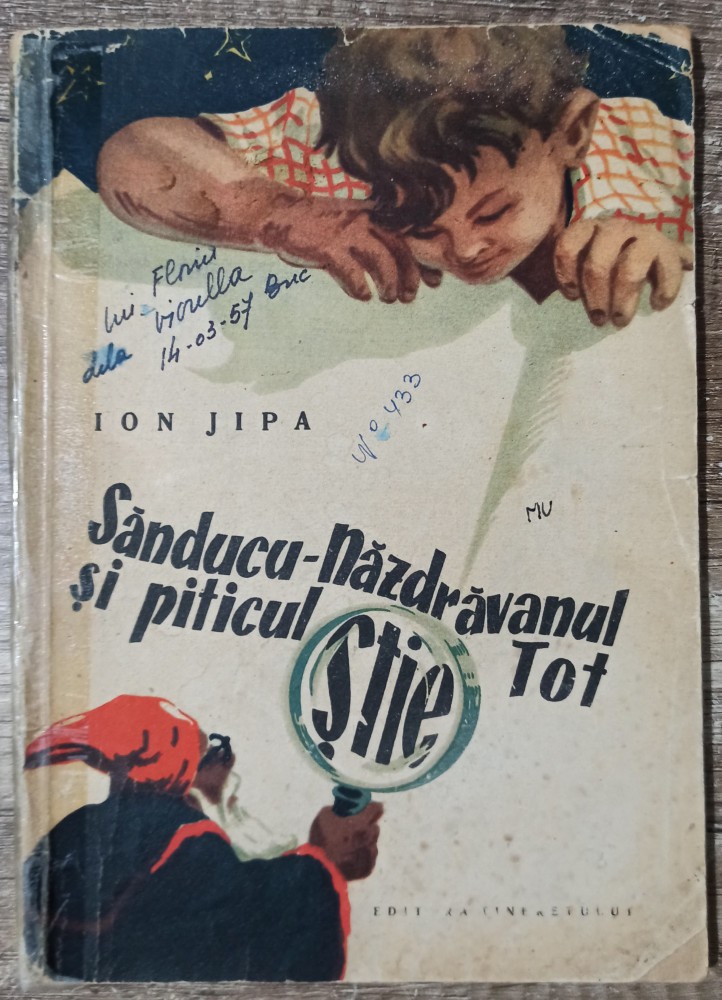 lui Florin
dela Viorella
14-03-57 Buc
ION JIPA
Nº 433
MV
Sănducu-Năzdrăvanul
și piticul Știe Tot
EDITURA TINERETULUI